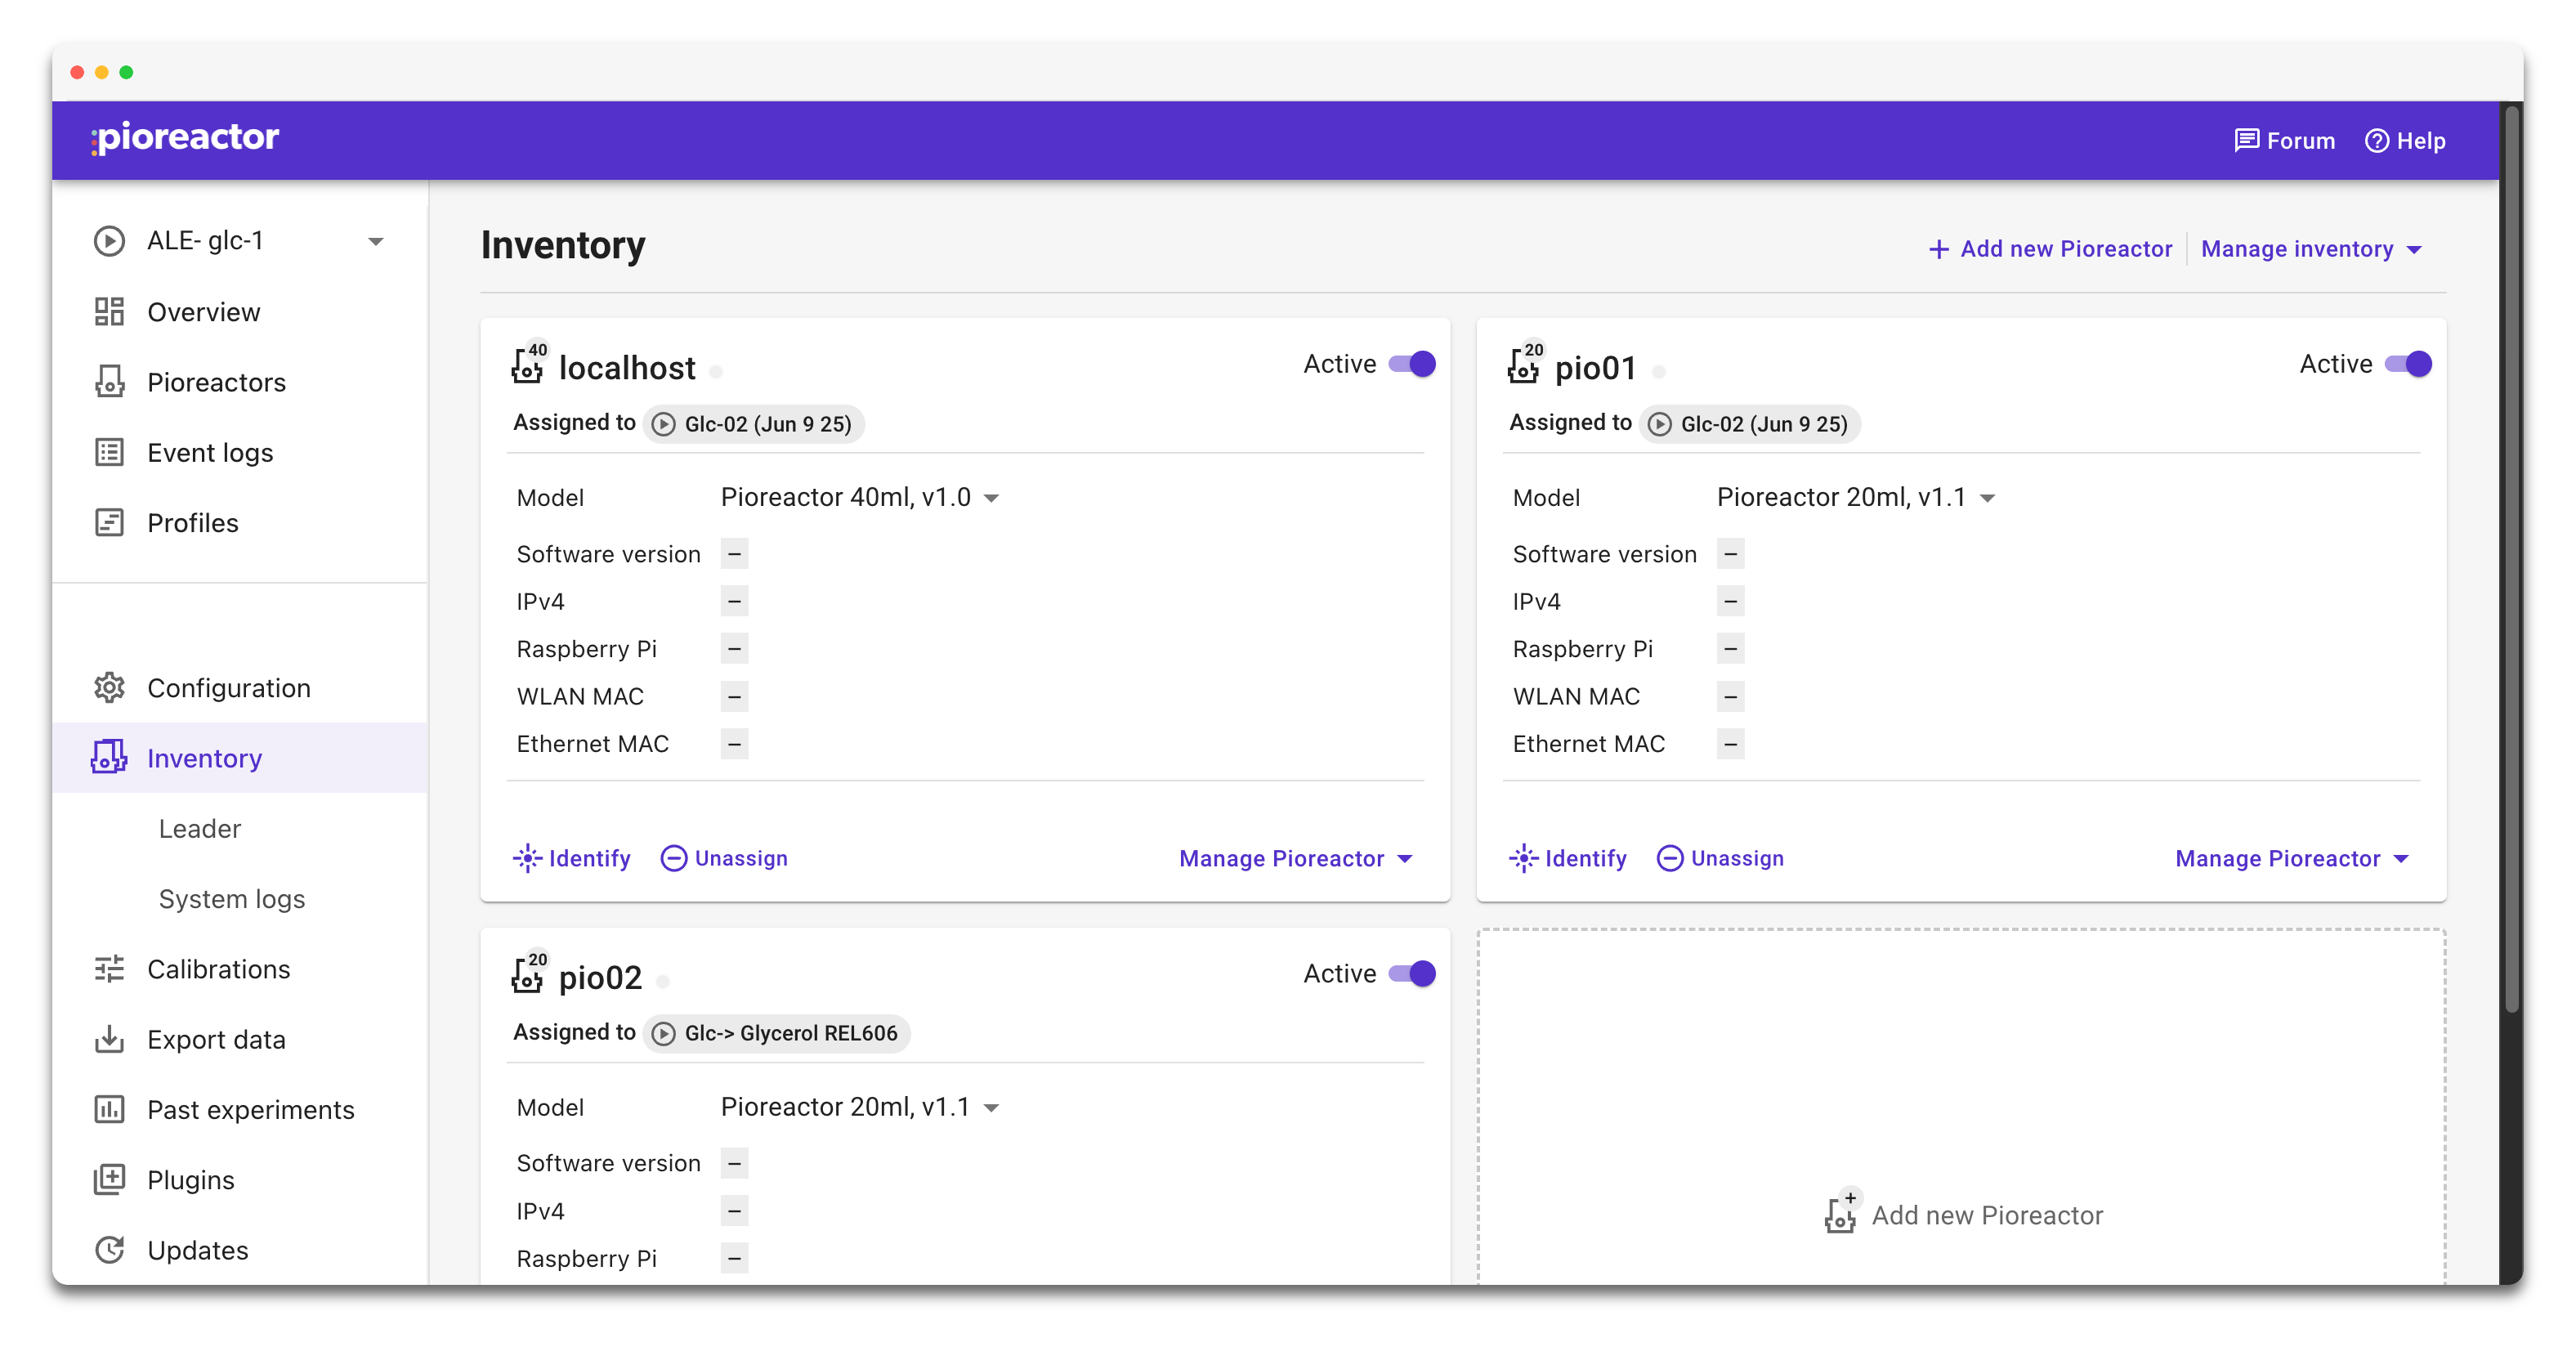 pioreactor
Forum
Help
ALE- glc-1
Overview
Pioreactors
Event logs
Profiles
Configuration
Inventory
Leader
System logs
Calibrations
Export data
Past experiments
Plugins
Updates
Inventory
Add new Pioreactor
Manage inventory
40
localhost
Active
Assigned to Glc-02 (Jun 9 25)
Model Pioreactor 40ml, v1.0
Software version –
IPv4 –
Raspberry Pi –
WLAN MAC –
Ethernet MAC –
Identify
Unassign
Manage Pioreactor
20
pio01
Active
Assigned to Glc-02 (Jun 9 25)
Model Pioreactor 20ml, v1.1
Software version –
IPv4 –
Raspberry Pi –
WLAN MAC –
Ethernet MAC –
Identify
Unassign
Manage Pioreactor
20
pio02
Active
Assigned to Glc-> Glycerol REL606
Model Pioreactor 20ml, v1.1
Software version –
IPv4 –
Raspberry Pi –
+
Add new Pioreactor